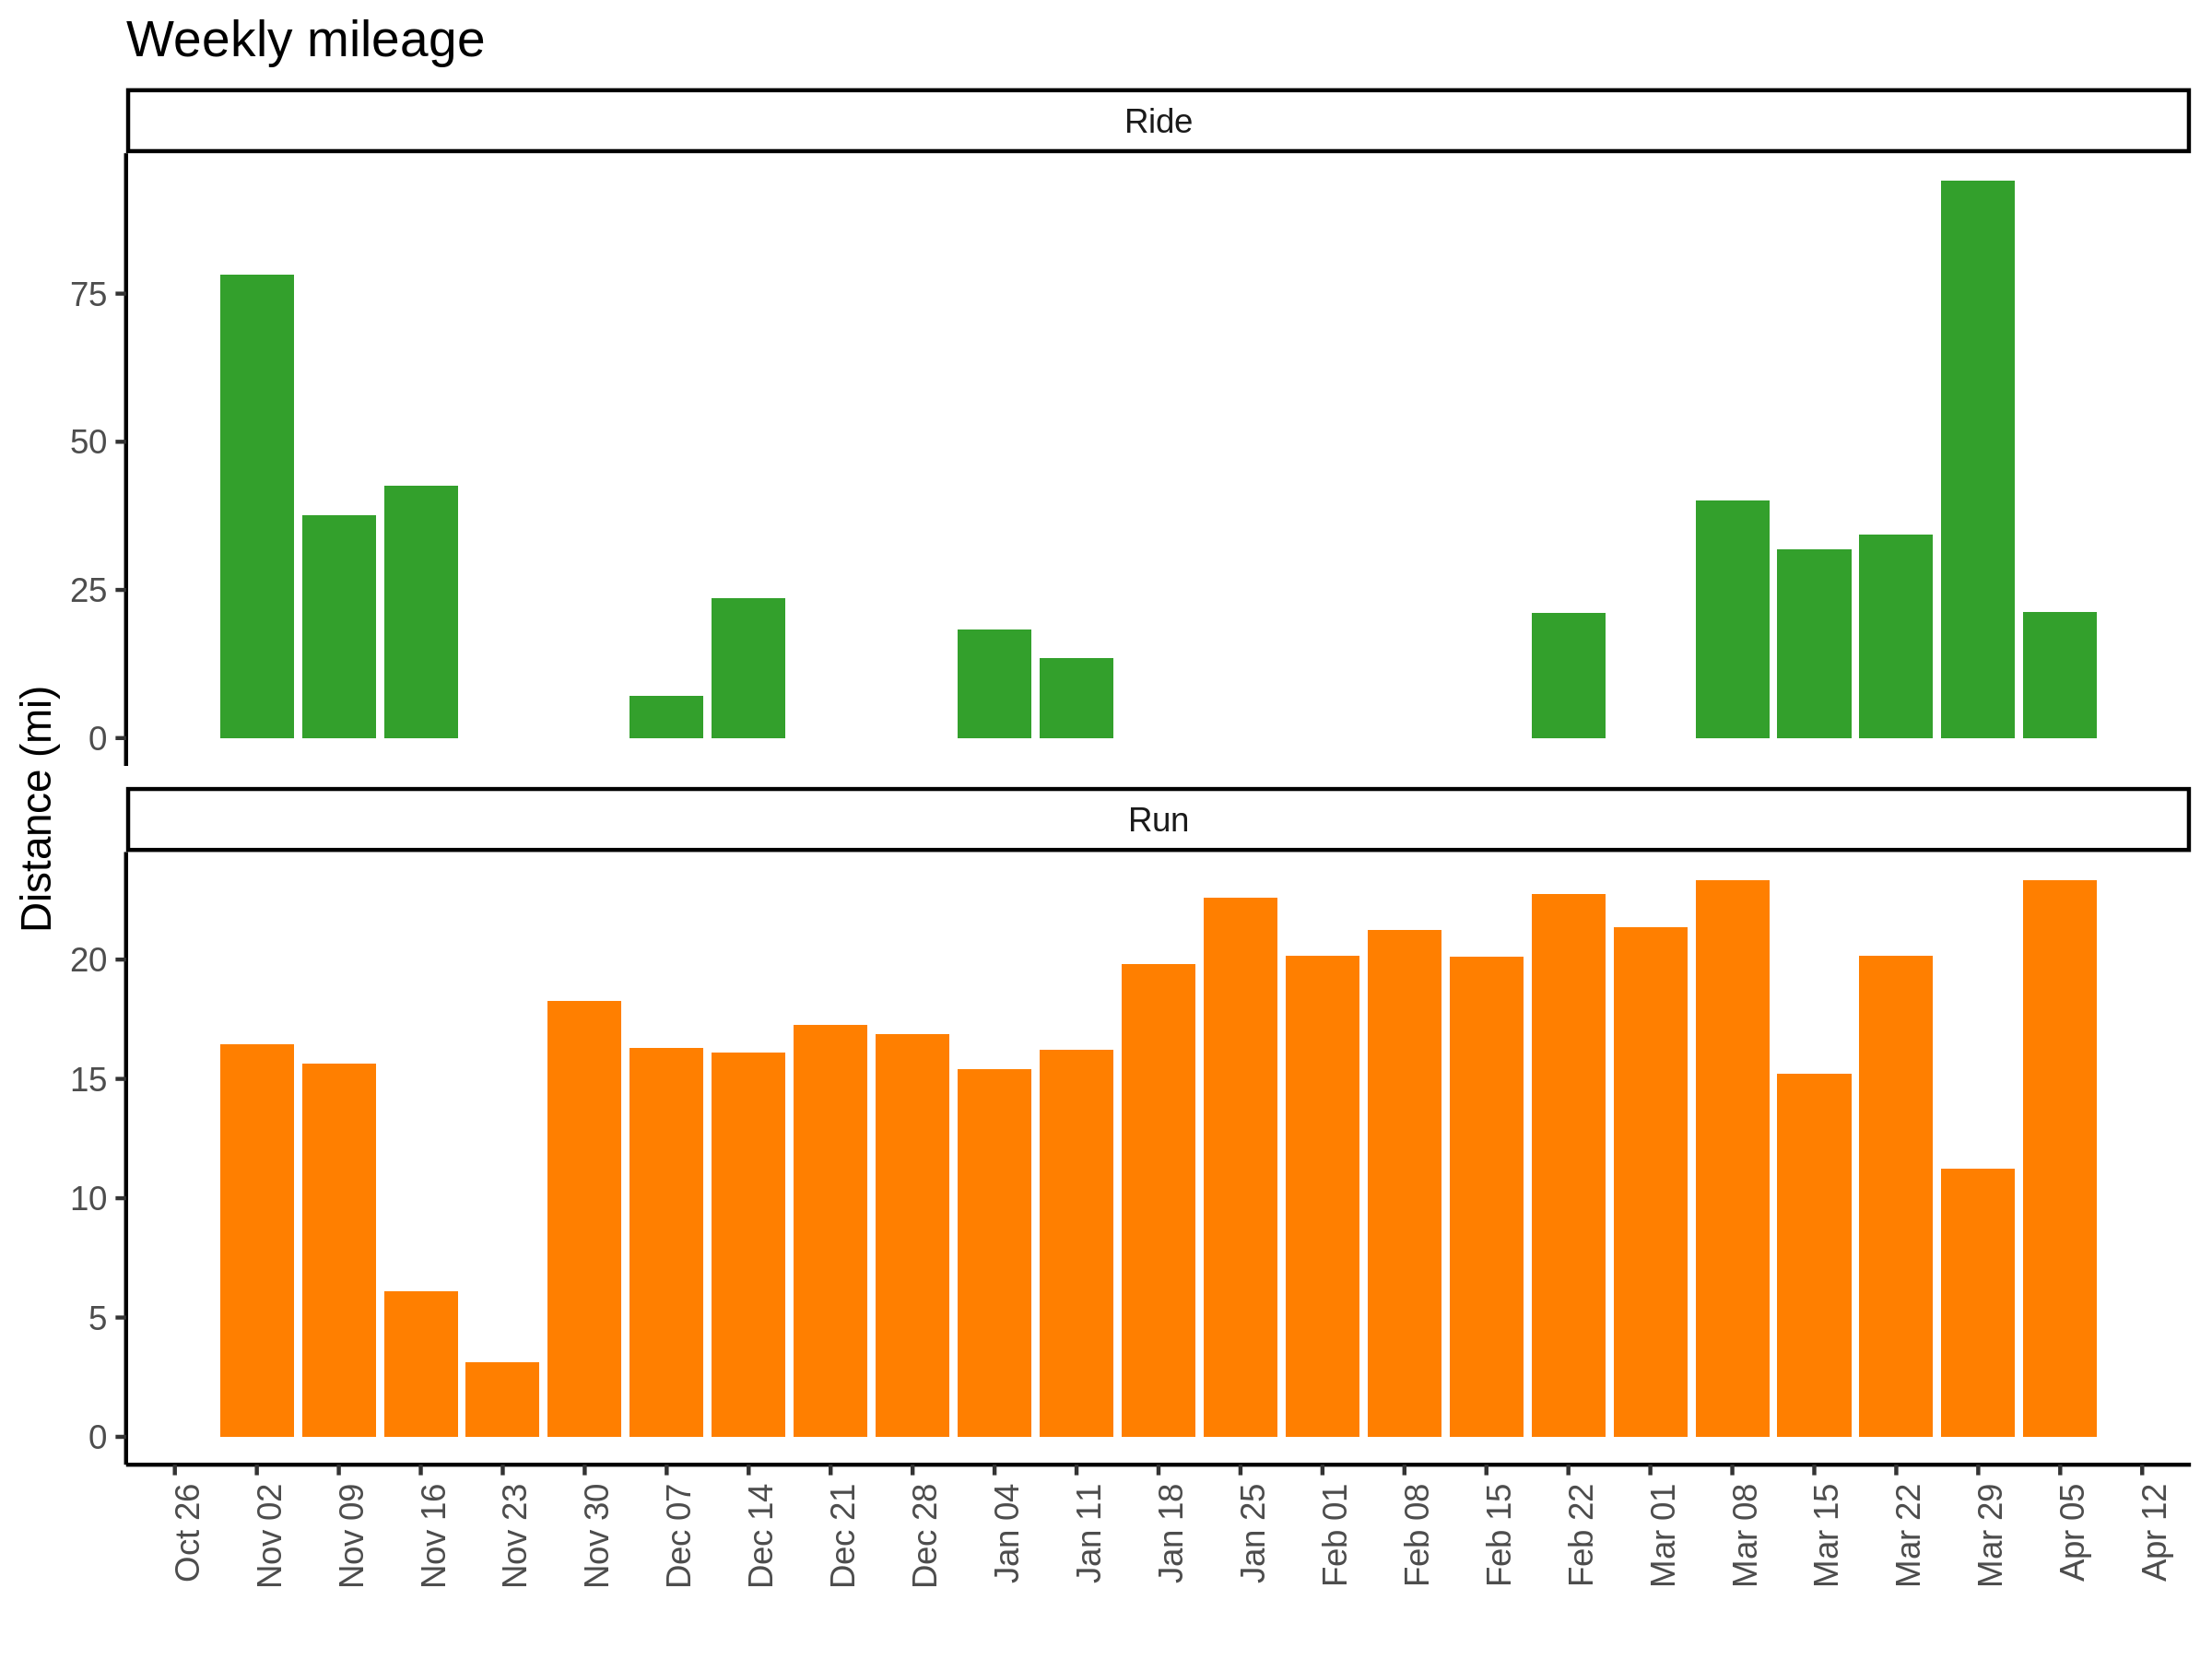 Weekly mileage
Ride
75
50
25
0
Distance (mi)
Run
20
15
10
5
0
Oct 26
Nov 02
Nov 09
Nov 16
Nov 23
Nov 30
Dec 07
Dec 14
Dec 21
Dec 28
Jan 04
Jan 11
Jan 18
Jan 25
Feb 01
Feb 08
Feb 15
Feb 22
Mar 01
Mar 08
Mar 15
Mar 22
Mar 29
Apr 05
Apr 12